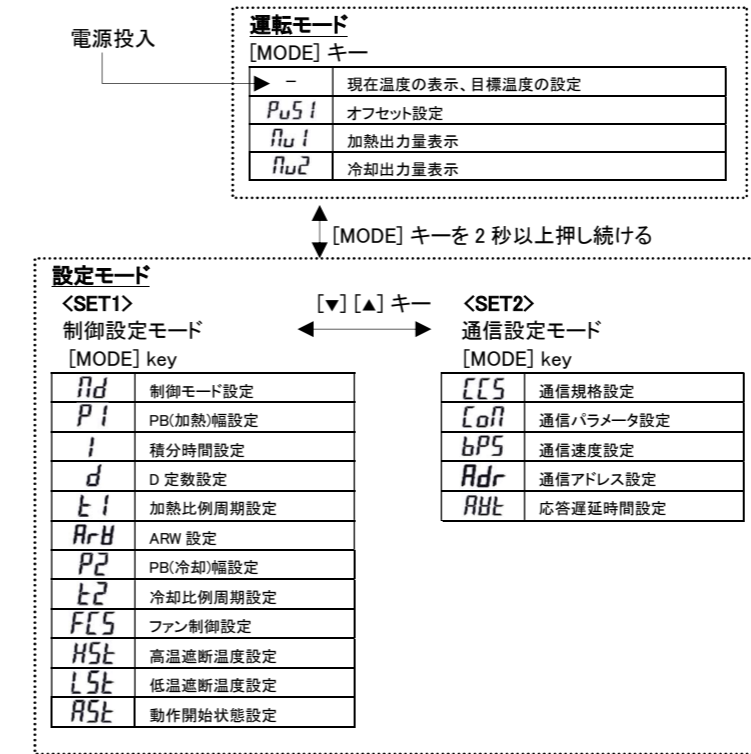 電源投入
運転モード
[MODE] キー
－ 現在温度の表示、目標温度の設定
PuS1 オフセット設定
Mu1 加熱出力量表示
Mu2 冷却出力量表示
[MODE] キーを 2 秒以上押し続ける
設定モード
<SET1>
制御設定モード
[MODE] key
[▼] [▲] キー
<SET2>
通信設定モード
[MODE] key
Md 制御モード設定
P1 PB(加熱)幅設定
I 積分時間設定
d D 定数設定
t1 加熱比例周期設定
ArW ARW 設定
P2 PB(冷却)幅設定
t2 冷却比例周期設定
FCS ファン制御設定
HSt 高温遮断温度設定
LSt 低温遮断温度設定
ASt 動作開始状態設定
CCS 通信規格設定
CoM 通信パラメータ設定
bPS 通信速度設定
Adr 通信アドレス設定
AWt 応答遅延時間設定